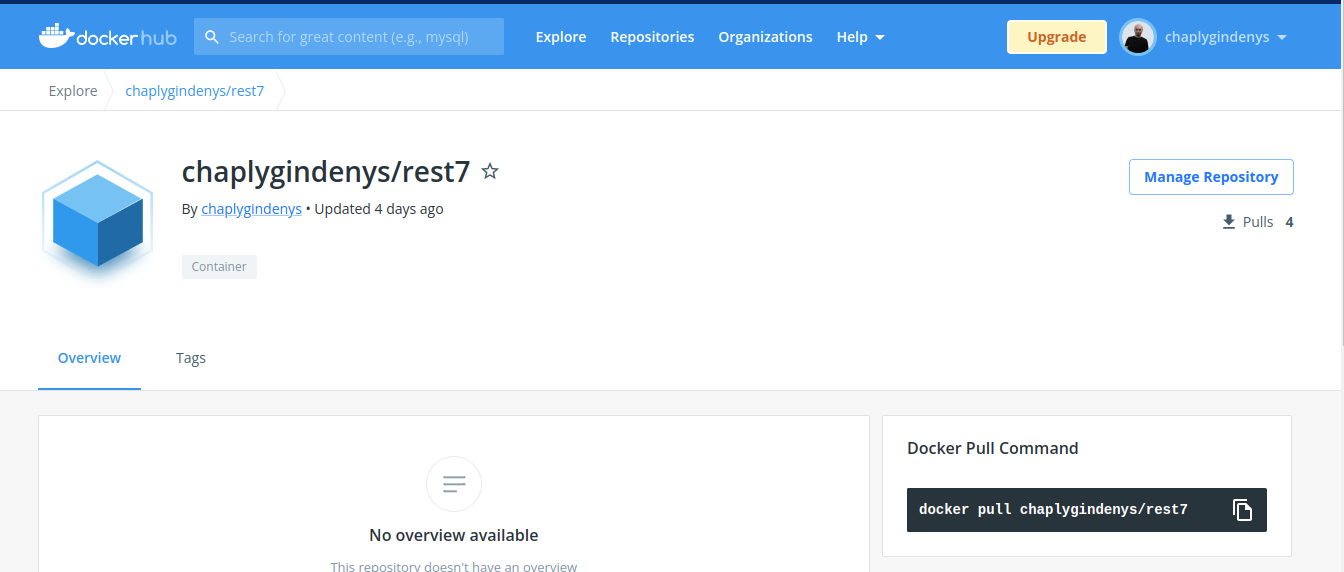 docker hub
Search for great content (e.g., mysql)
Explore
Repositories
Organizations
Help
Upgrade
chaplygindenys
Explore
chaplygindenys/rest7
chaplygindenys/rest7
Manage Repository
By chaplygindenys • Updated 4 days ago
Pulls 4
Container
Overview
Tags
Docker Pull Command
docker pull chaplygindenys/rest7
No overview available
This repository doesn't have an overview